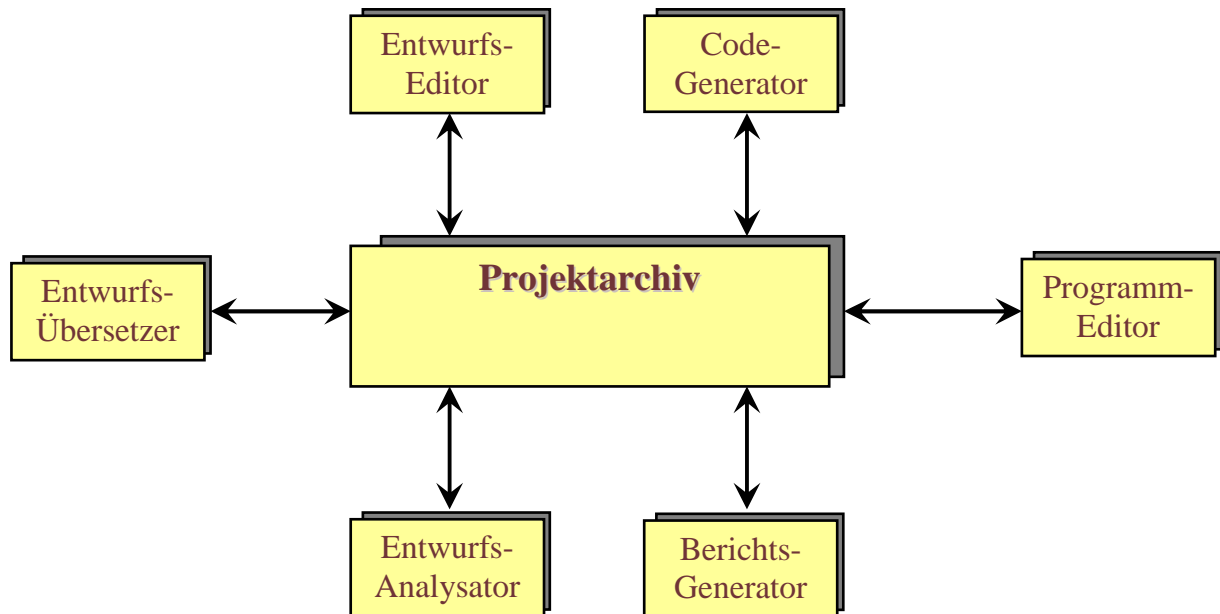 Entwurfs-
Editor
Code-
Generator
Projektarchiv
Entwurfs-
Übersetzer
Programm-
Editor
Entwurfs-
Analysator
Berichts-
Generator